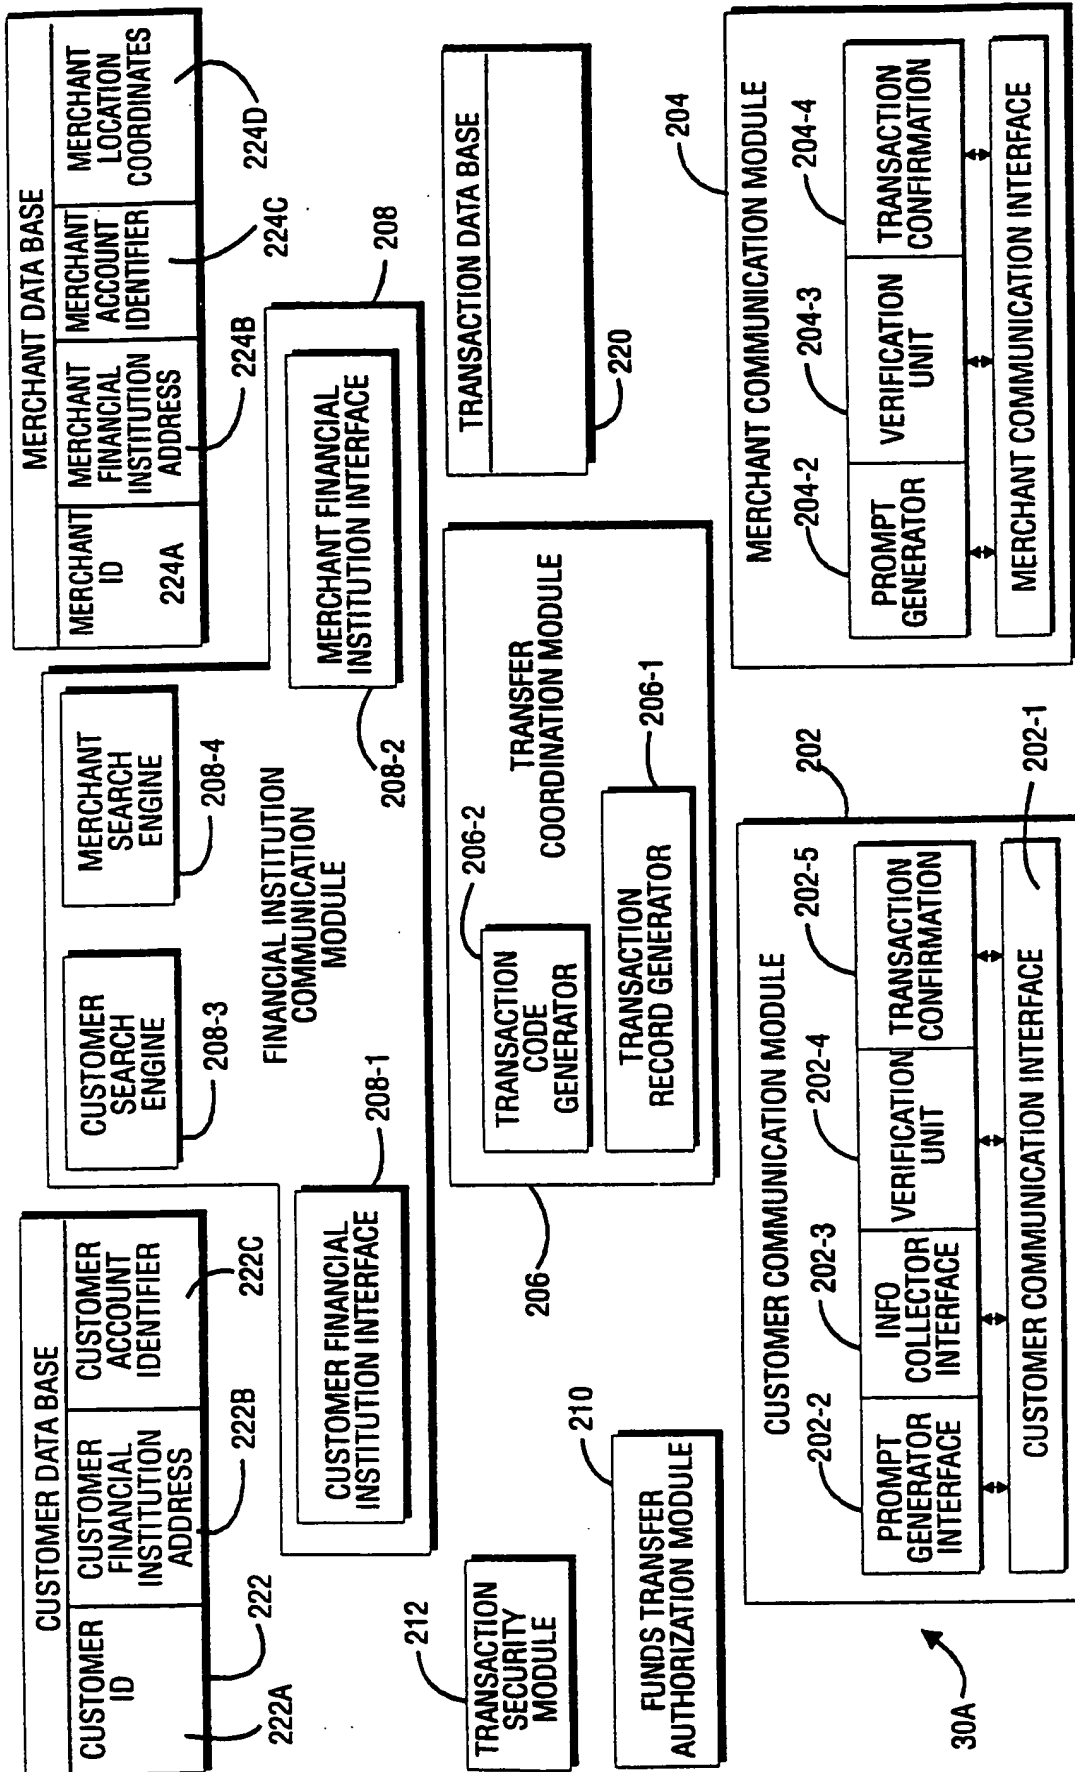 CUSTOMER DATA BASE
CUSTOMER
ID
222A
CUSTOMER
FINANCIAL
INSTITUTION
ADDRESS
CUSTOMER
ACCOUNT
IDENTIFIER
222
222B
222C
CUSTOMER
SEARCH
ENGINE
208-3
MERCHANT
SEARCH
ENGINE
208-4
MERCHANT DATA BASE
MERCHANT
ID
224A
MERCHANT
FINANCIAL
INSTITUTION
ADDRESS
MERCHANT
ACCOUNT
IDENTIFIER
MERCHANT
LOCATION
COORDINATES
224B
224C
224D
FINANCIAL INSTITUTION
COMMUNICATION
MODULE
CUSTOMER FINANCIAL
INSTITUTION INTERFACE
208-1
MERCHANT FINANCIAL
INSTITUTION INTERFACE
208-2
208
212
TRANSACTION
SECURITY
MODULE
210
FUNDS TRANSFER
AUTHORIZATION MODULE
206
TRANSACTION
CODE
GENERATOR
206-2
TRANSFER
COORDINATION MODULE
TRANSACTION
RECORD GENERATOR
206-1
TRANSACTION DATA BASE
220
30A
CUSTOMER COMMUNICATION MODULE
202
202-2
202-3
202-4
202-5
PROMPT
GENERATOR
INTERFACE
INFO
COLLECTOR
INTERFACE
VERIFICATION
UNIT
TRANSACTION
CONFIRMATION
CUSTOMER COMMUNICATION INTERFACE
202-1
MERCHANT COMMUNICATION MODULE
204
204-2
204-3
204-4
PROMPT
GENERATOR
VERIFICATION
UNIT
TRANSACTION
CONFIRMATION
MERCHANT COMMUNICATION INTERFACE